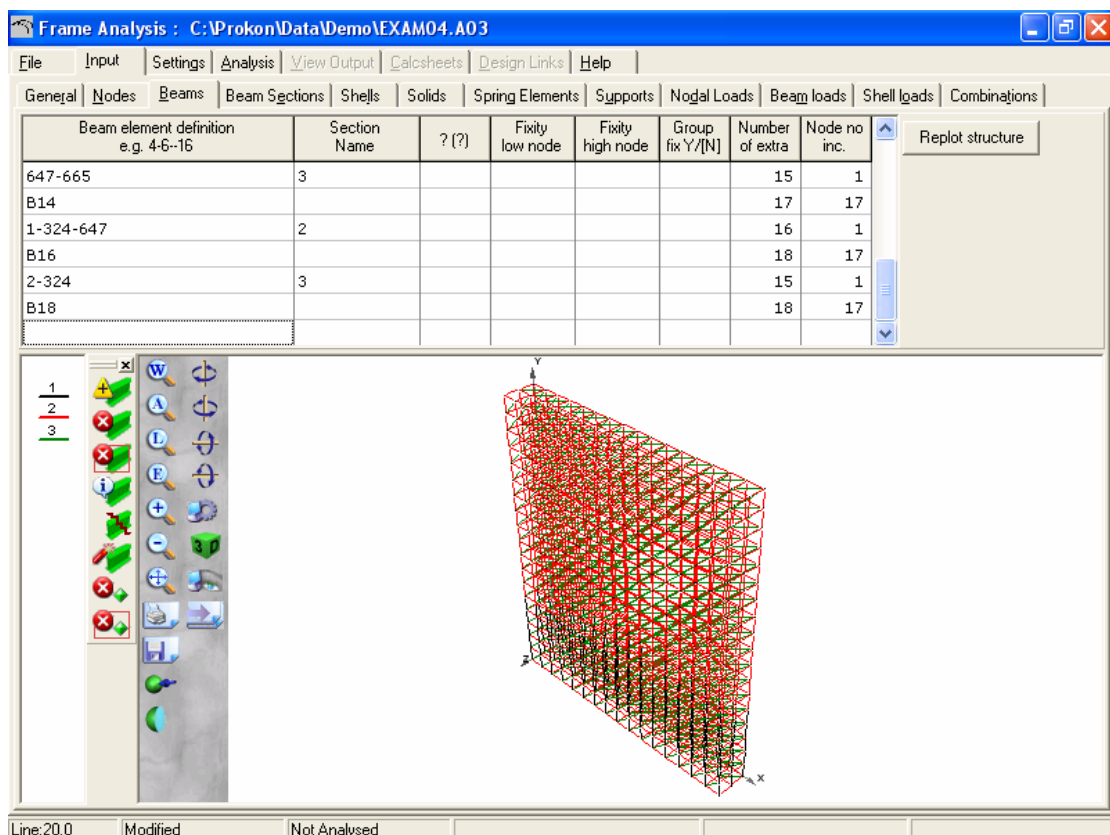 Frame Analysis : C:\Prokon\Data\Demo\EXAM04.A03
File Input Settings Analysis View Output Calcsheets Design Links Help
General Nodes Beams Beam Sections Shells Solids Spring Elements Supports Nodal Loads Beam loads Shell loads Combinations
Beam element definition e.g. 4-6--16 Section Name ? (?) Fixity low node Fixity high node Group fix Y/[N] Number of extra Node no inc.
Replot structure
647-665 3 15 1
B14 17 17
1-324-647 2 16 1
B16 18 17
2-324 3 15 1
B18 18 17
1
2
3
W
A
L
E
3D
Y
Z
X
Line:20.0 Modified Not Analysed